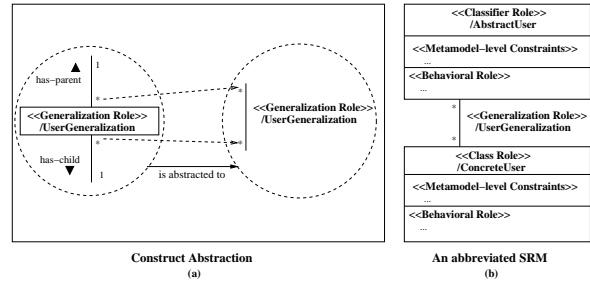 1
has-parent
*
<<Generalization Role>>
/UserGeneralization
*
has-child
1
*
<<Generalization Role>>
/UserGeneralization
*
is abstracted to
Construct Abstraction
(a)
<<Classifier Role>>
/AbstractUser
<<Metamodel-level Constraints>>
...
<<Behavioral Role>>
...
*
<<Generalization Role>>
/UserGeneralization
*
<<Class Role>>
/ConcreteUser
<<Metamodel-level Constraints>>
...
<<Behavioral Role>>
...
An abbreviated SRM
(b)